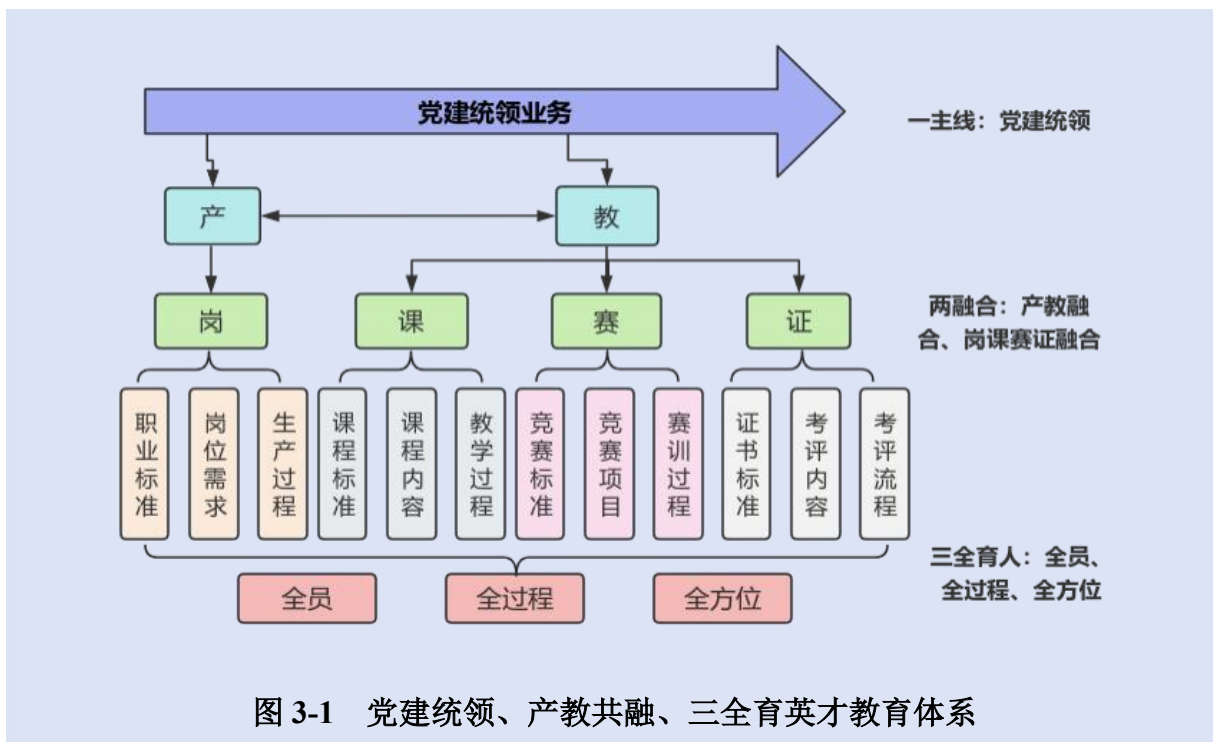 党建统领业务
一主线：党建统领
产
教
岗
课
赛
证
两融合：产教融
合、岗课赛证融合
职业标准
岗位需求
生产过程
课程标准
课程内容
教学过程
竞赛标准
竞赛项目
赛训过程
证书标准
考评内容
考评流程
三全育人：全员、
全过程、全方位
全员
全过程
全方位
图 3-1 党建统领、产教共融、三全育英才教育体系